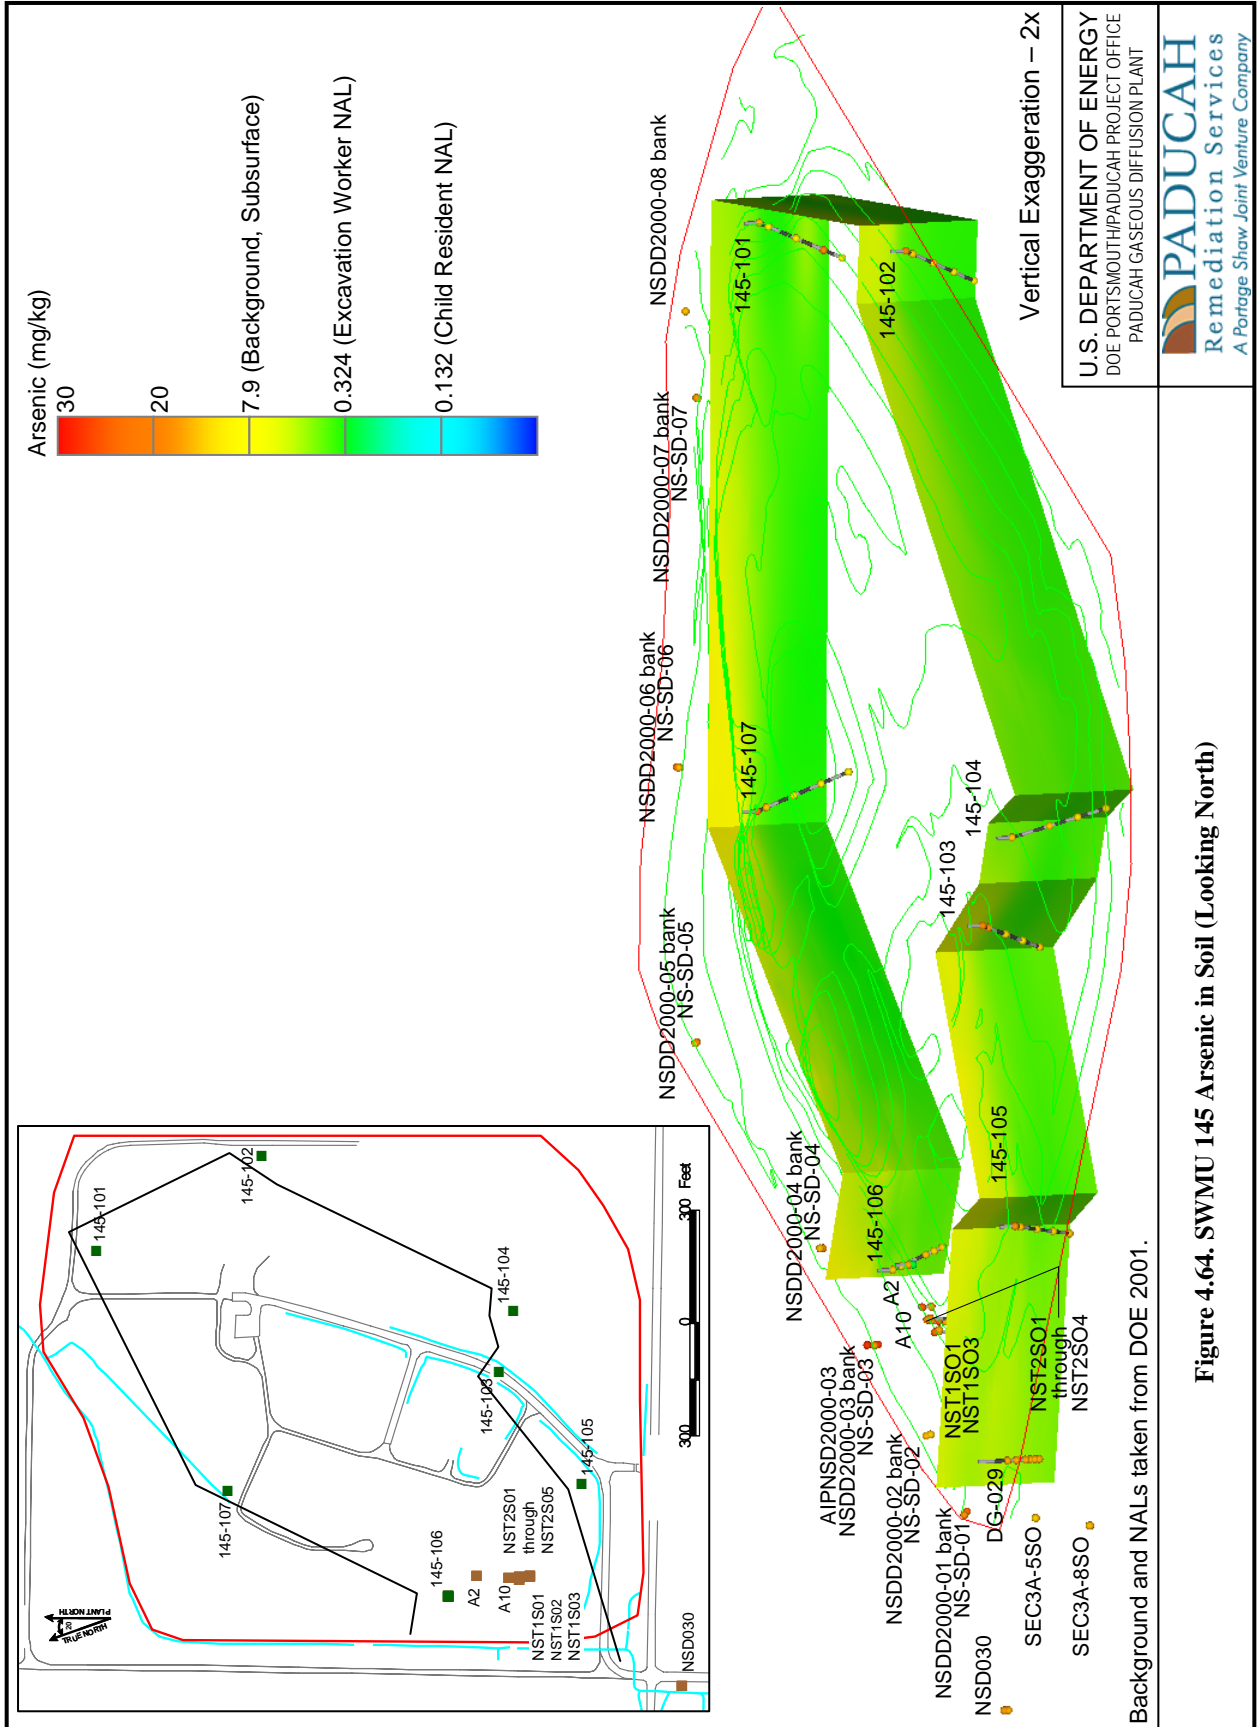 Arsenic (mg/kg)
30
20
7.9 (Background, Subsurface)
0.324 (Excavation Worker NAL)
0.132 (Child Resident NAL)
TRUE NORTH
PLANT NORTH
20
145-101
145-102
145-107
145-104
145-103
145-105
145-106
A2
A10
NST2S01
through
NST2S05
NST1S01
NST1S02
NST1S03
NSD030
300
0
300 Feet
NSDD2000-08 bank
NSDD2000-07 bank
NS-SD-07
NSDD2000-06 bank
NS-SD-06
NSDD2000-05 bank
NS-SD-05
NSDD2000-04 bank
NS-SD-04
AIPNSD2000-03
NSDD2000-03 bank
NS-SD-03
NSDD2000-02 bank
NS-SD-02
NSDD2000-01 bank
NS-SD-01
NSD030
145-101
145-102
145-107
145-104
145-103
145-105
145-106
A2
A10
NST1SO1
NST1SO3
NST2SO1
through
NST2SO4
DG-029
SEC3A-5SO
SEC3A-8SO
Vertical Exaggeration – 2x
Background and NALs taken from DOE 2001.
U.S. DEPARTMENT OF ENERGY
DOE PORTSMOUTH/PADUCAH PROJECT OFFICE
PADUCAH GASEOUS DIFFUSION PLANT
PADUCAH
Remediation Services
A Portage Shaw Joint Venture Company
Figure 4.64. SWMU 145 Arsenic in Soil (Looking North)